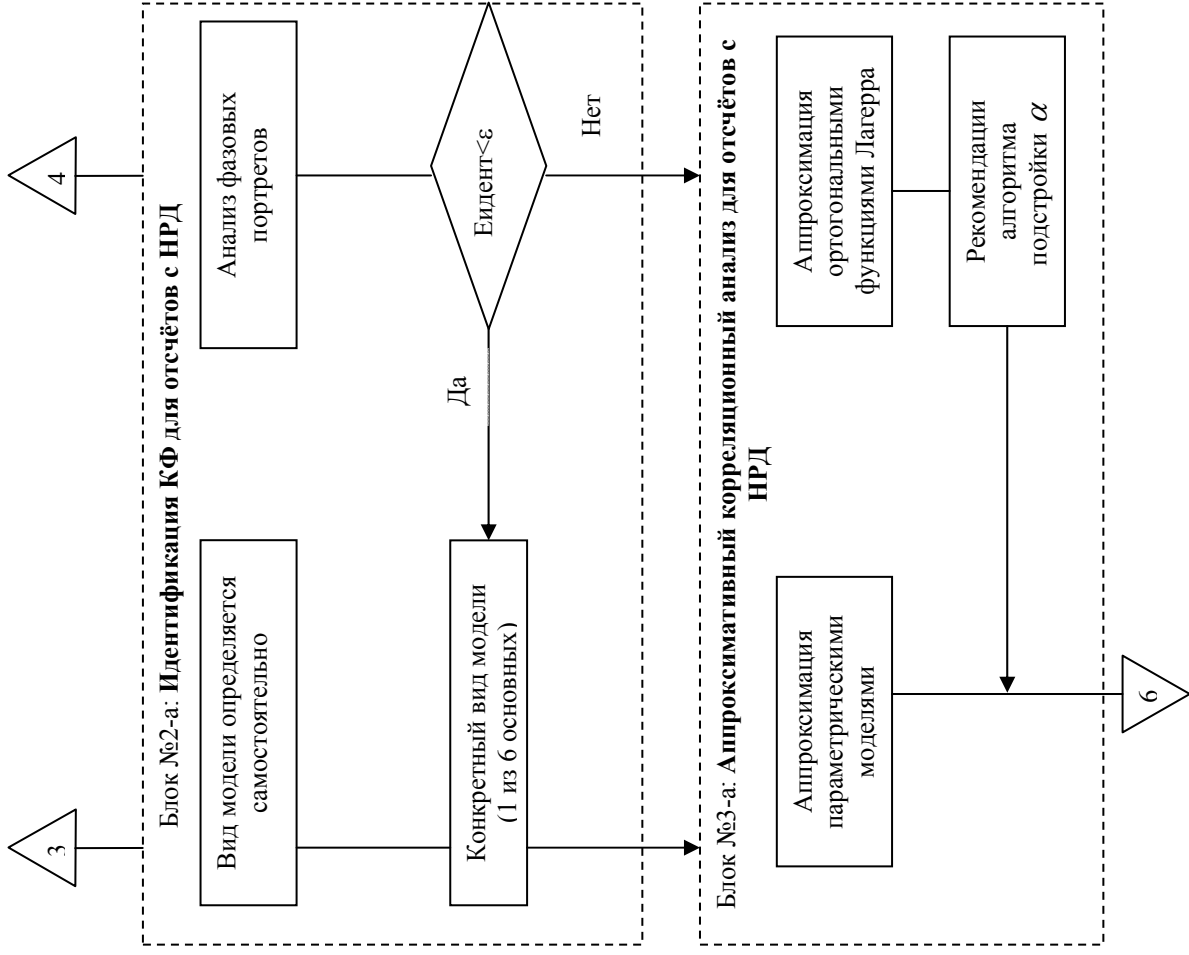 3
4
Блок №2-а: Идентификация КФ для отсчётов с НРД
Вид модели определяется
самостоятельно
Анализ фазовых
портретов
Конкретный вид модели
(1 из 6 основных)
Да
Еидент<ε
Нет
Блок №3-а: Аппроксимативный корреляционный анализ для отсчётов с
НРД
Аппроксимация
параметрическими
моделями
Аппроксимация
ортогональными
функциями Лагерра
Рекомендации
алгоритма
подстройки α
6